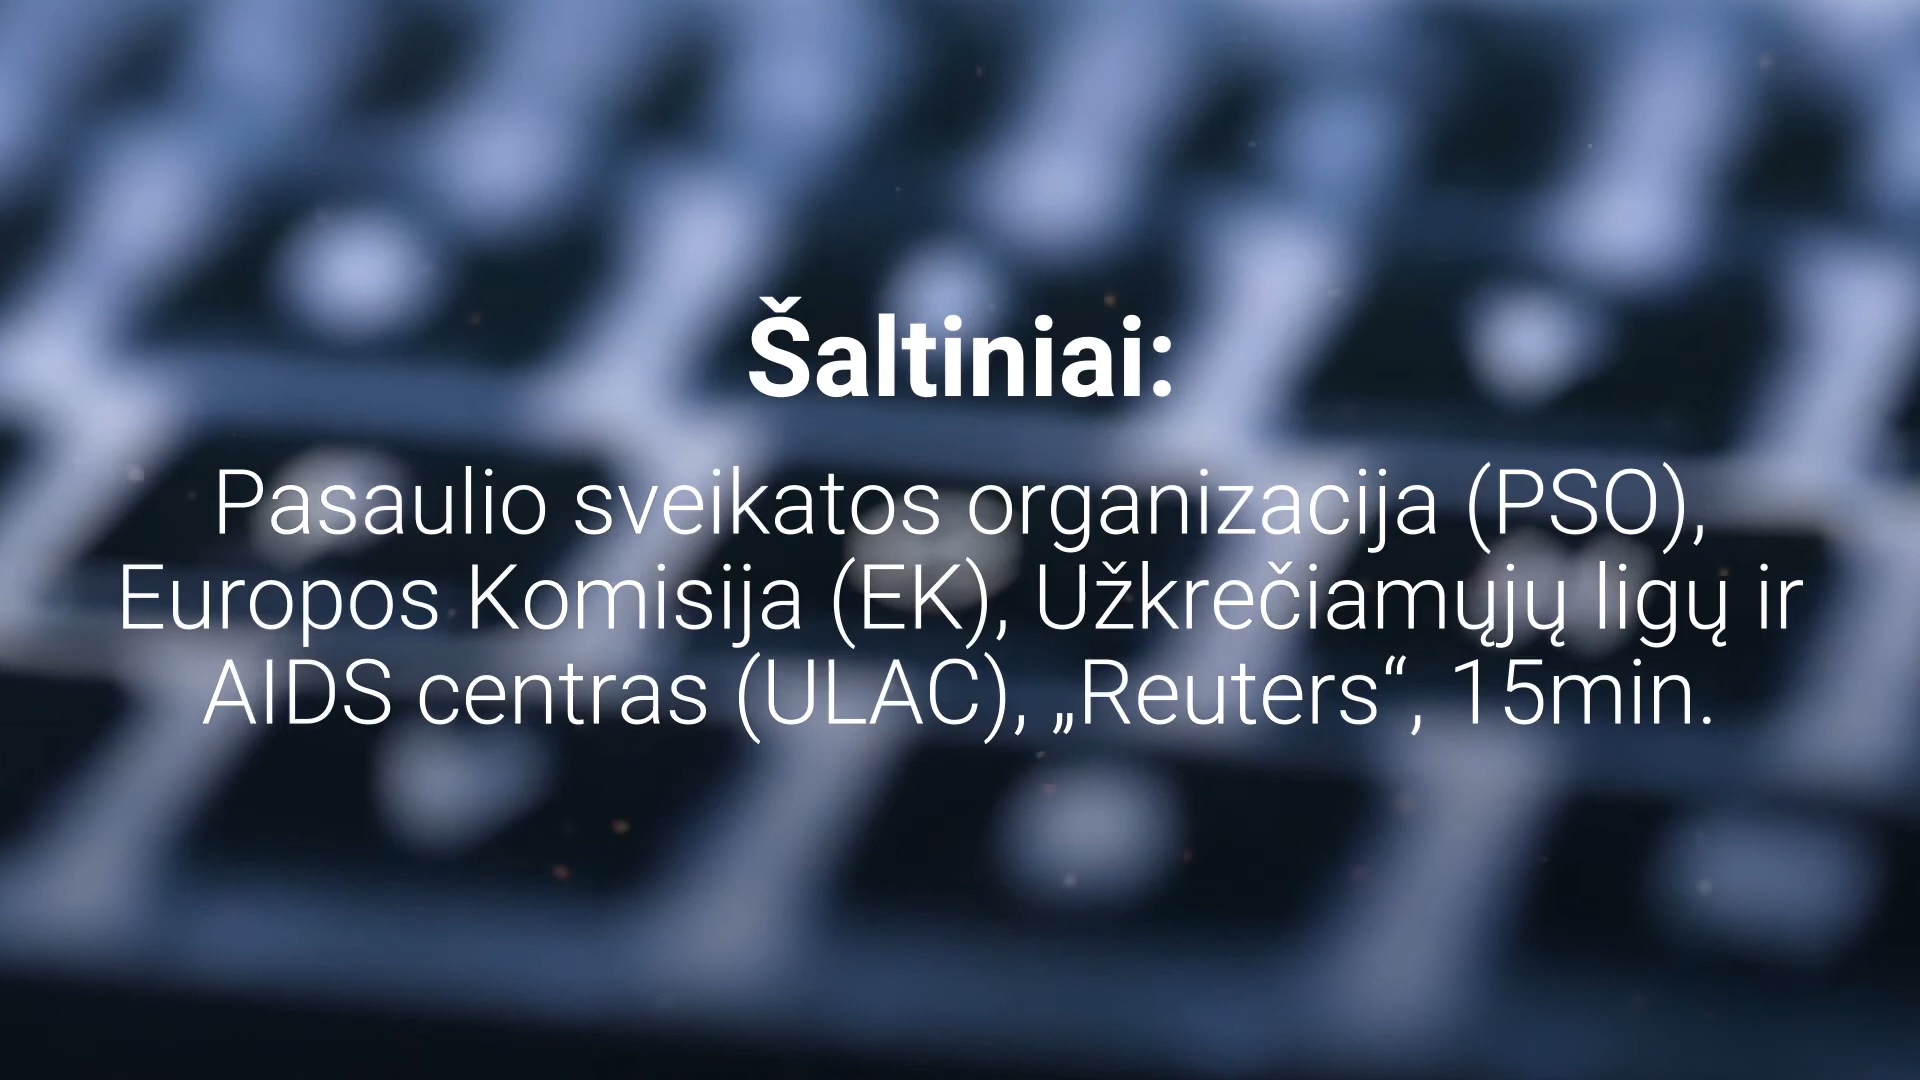 Šaltiniai:
Pasaulio sveikatos organizacija (PSO),
Europos Komisija (EK), Užkrečiamųjų ligų ir
AIDS centras (ULAC), „Reuters“, 15min.